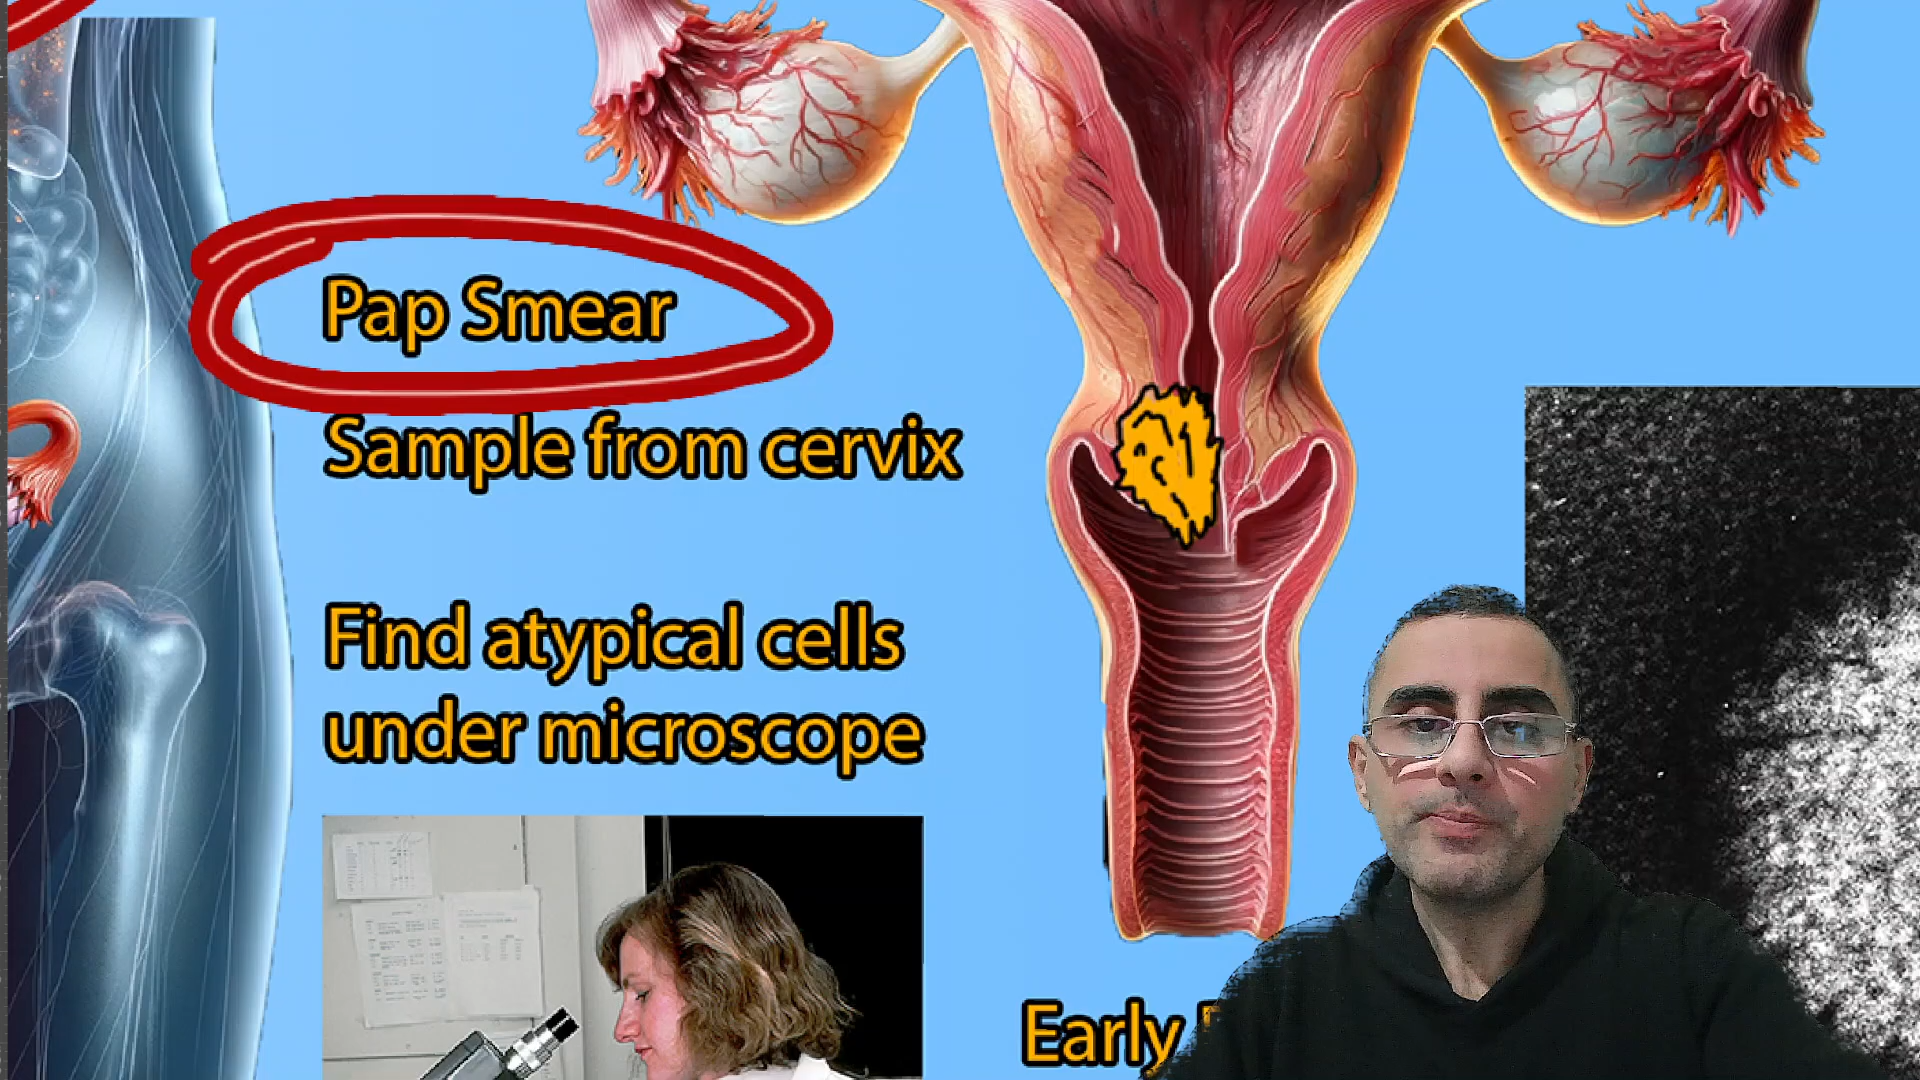 Pap Smear
Sample from cervix
Find atypical cells
under microscope
Early